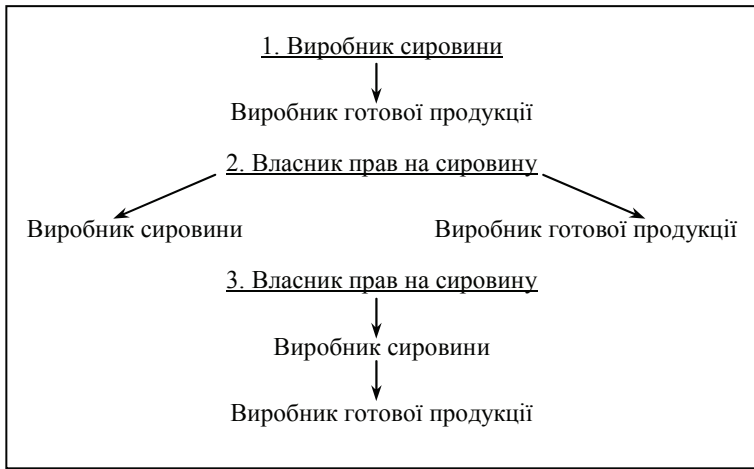 1. Виробник сировини
Виробник готової продукції
2. Власник прав на сировину
Виробник сировини Виробник готової продукції
3. Власник прав на сировину
Виробник сировини
Виробник готової продукції